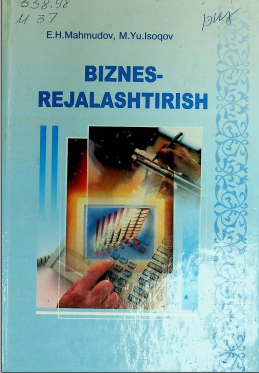 338.98
M 37
E.H.Mahmudov, M.Yu.Isoqov
BIZNES-
REJALASHTIRISH